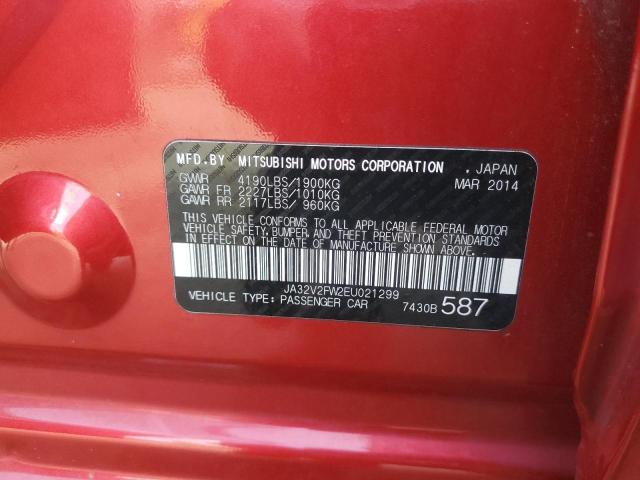 MFD.BY MITSUBISHI MOTORS CORPORATION , JAPAN
GVWR 4190LBS/1900KG MAR 2014
GAWR FR 2227LBS/1010KG
GAWR RR 2117LBS/ 960KG
THIS VEHICLE CONFORMS TO ALL APPLICABLE FEDERAL MOTOR
VEHICLE SAFETY, BUMPER, AND THEFT PREVENTION STANDARDS
IN EFFECT ON THE DATE OF MANUFACTURE SHOWN ABOVE.
JA32V2FW2EU021299
VEHICLE TYPE: PASSENGER CAR 7430B 587